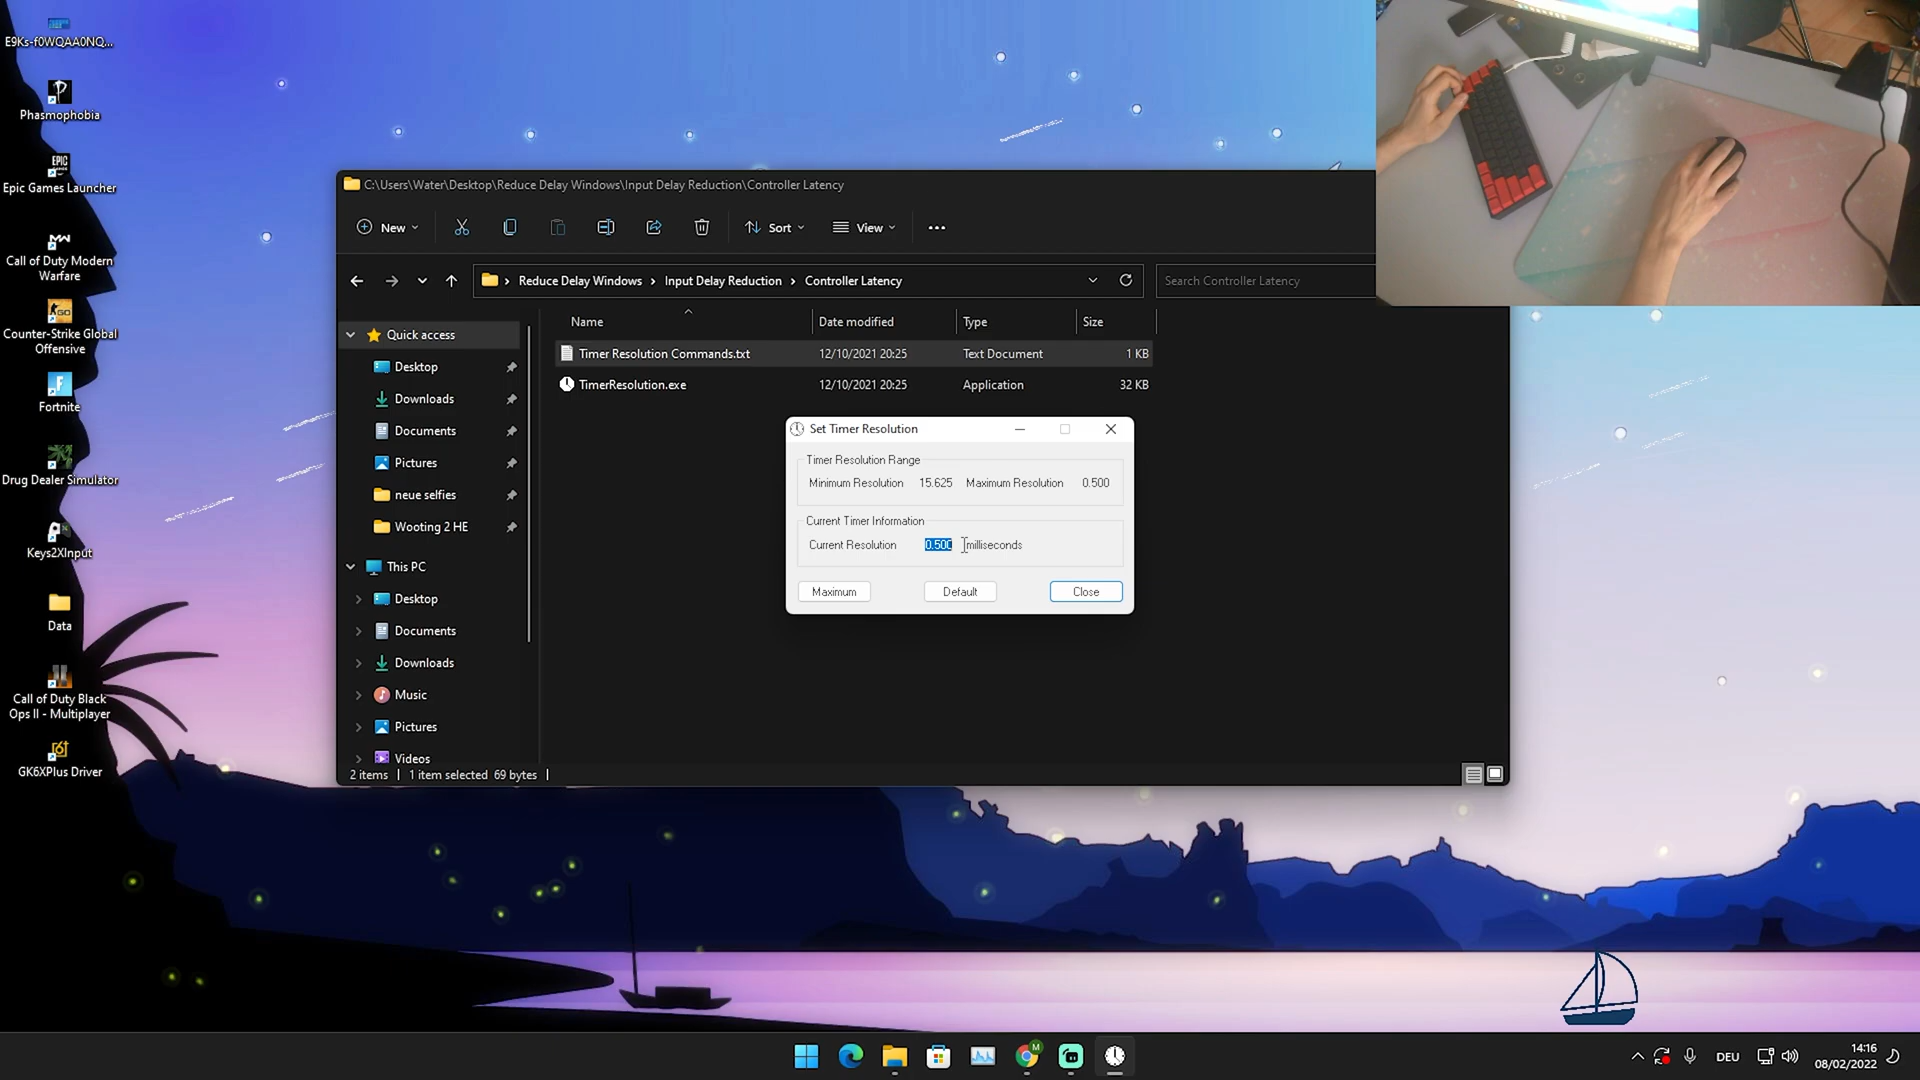 E9Ks-f0WQAA0NQ...
Phasmophobia
EPIC
GAMES
Epic Games Launcher
MW
Call of Duty Modern
Warfare
GO
Counter-Strike Global
Offensive
F
Fortnite
Drug Dealer Simulator
Keys2XInput
Data
II
Call of Duty Black
Ops II - Multiplayer
GK6XPlus Driver
C:\Users\Water\Desktop\Reduce Delay Windows\Input Delay Reduction\Controller Latency
New
Sort
View
Reduce Delay Windows > Input Delay Reduction > Controller Latency
Search Controller Latency
Name Date modified Type Size
Timer Resolution Commands.txt 12/10/2021 20:25 Text Document 1 KB
TimerResolution.exe 12/10/2021 20:25 Application 32 KB
Quick access
Desktop
Downloads
Documents
Pictures
neue selfies
Wooting 2 HE
This PC
Desktop
Documents
Downloads
Music
Pictures
Videos
2 items 1 item selected 69 bytes
Set Timer Resolution
Timer Resolution Range
Minimum Resolution 15.625 Maximum Resolution 0.500
Current Timer Information
Current Resolution 0.500 milliseconds
Maximum Default Close
M
DEU
14:16
08/02/2022